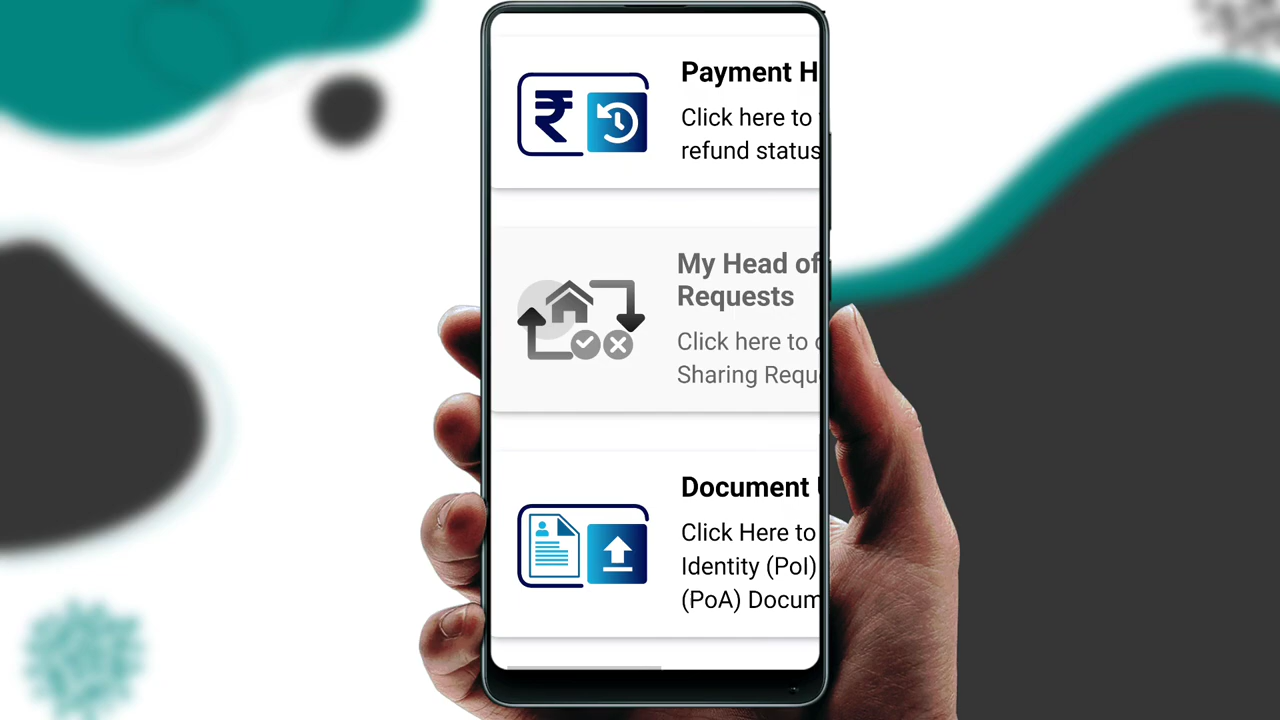 Payment H
Click here to
refund status
My Head of
Requests
Click here to
Sharing Requ
Document
Click Here to
Identity (PoI)
(PoA) Docum